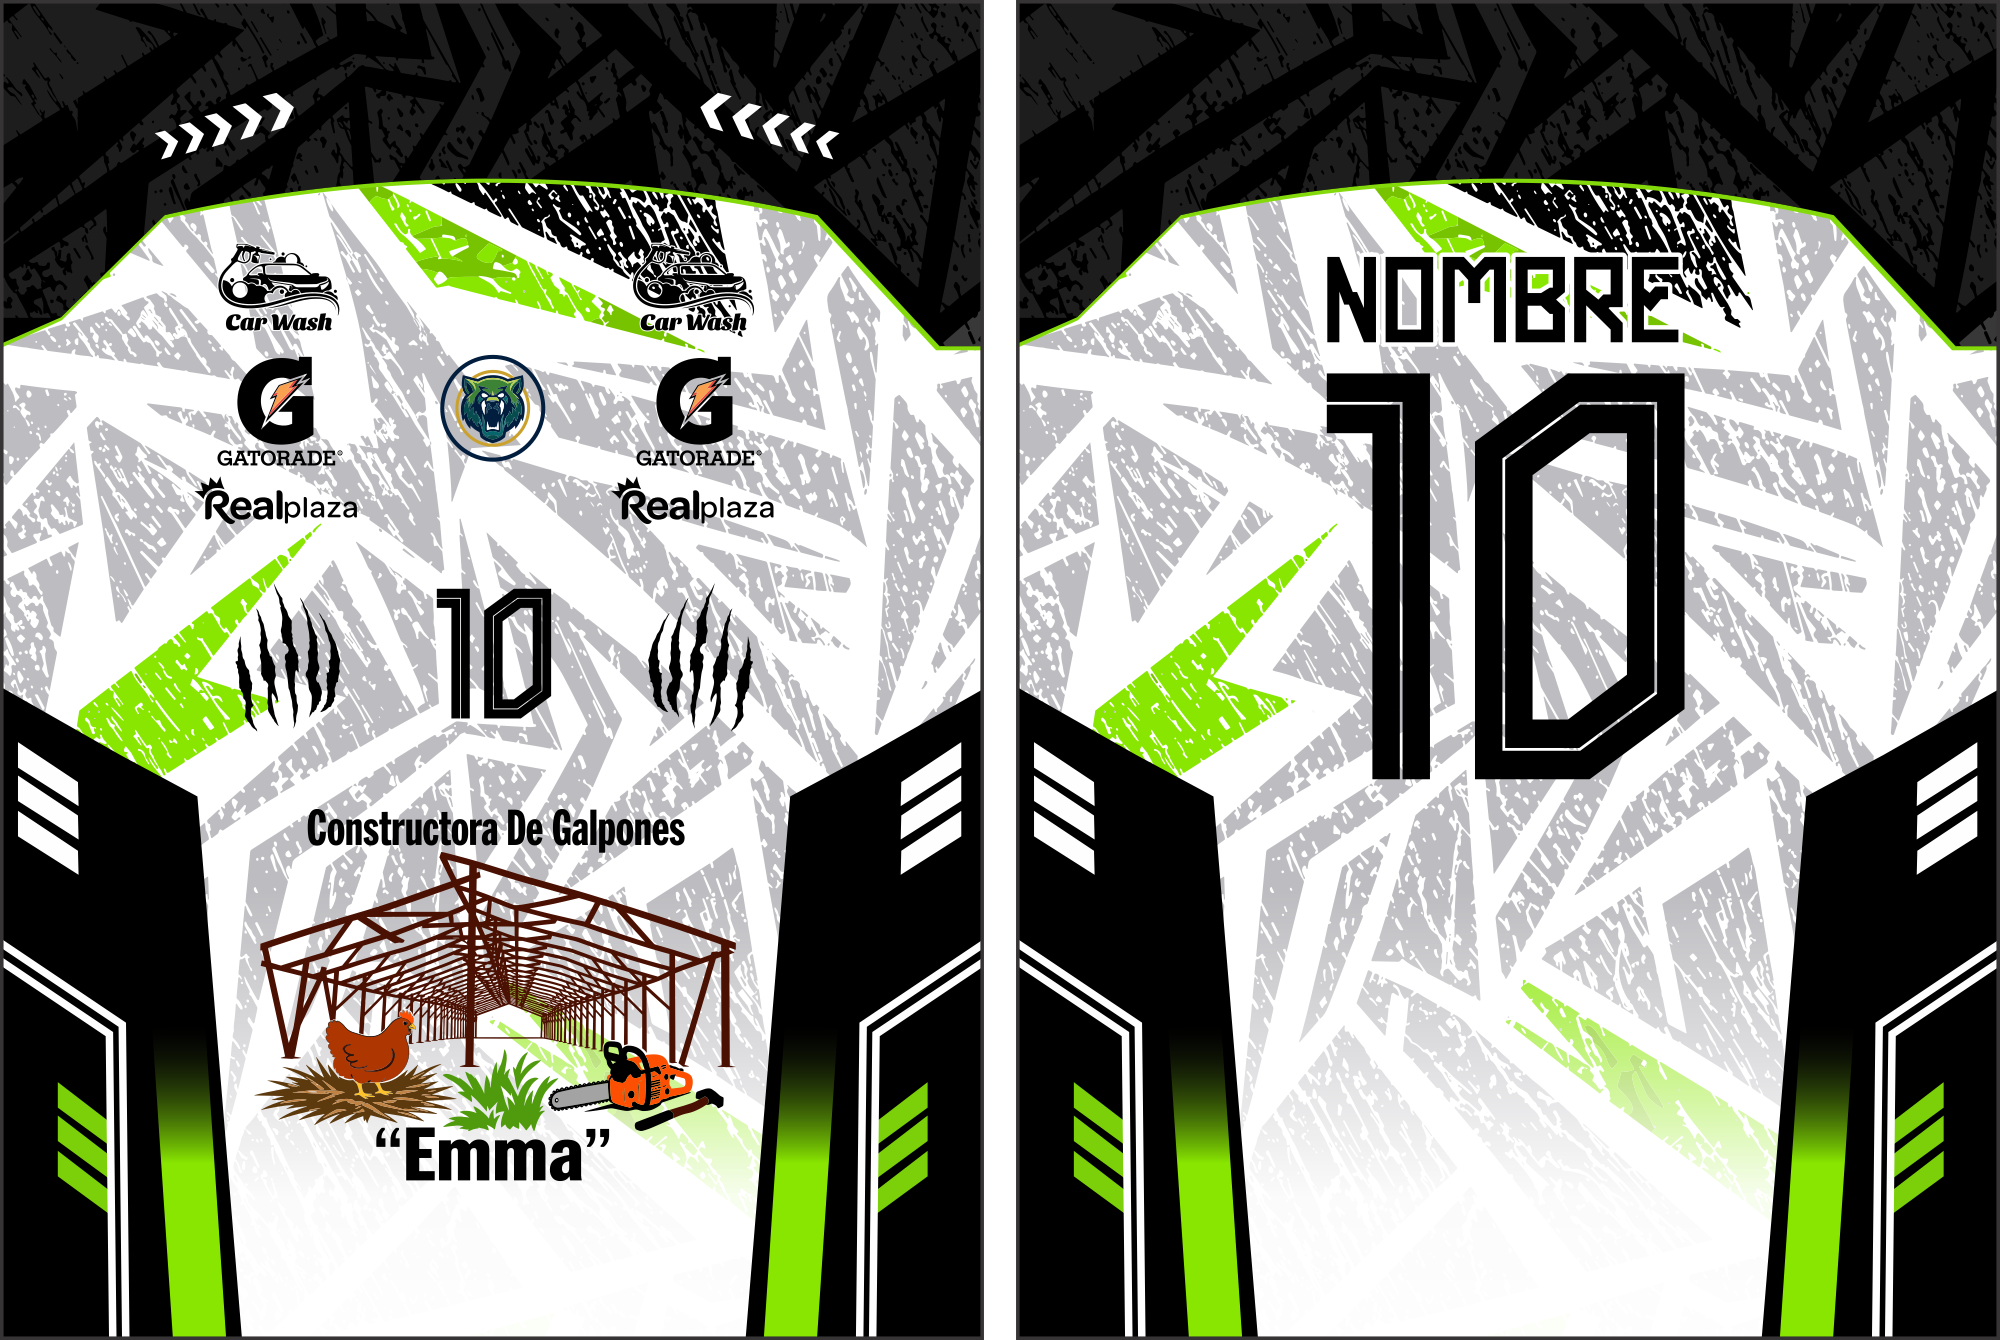 Car Wash
Car Wash
G
GATORADE®
G
GATORADE®
Realplaza
Realplaza
10
Constructora De Galpones
“Emma”
NOMBRE
10